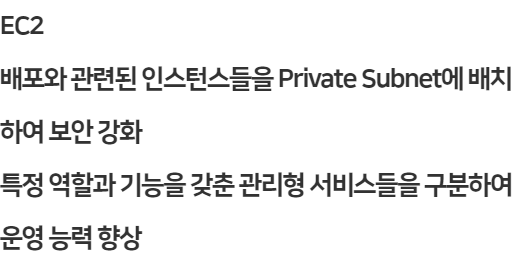 EC2
배포와 관련된 인스턴스들을 Private Subnet에 배치
하여 보안 강화
특정 역할과 기능을 갖춘 관리형 서비스들을 구분하여
운영 능력 향상